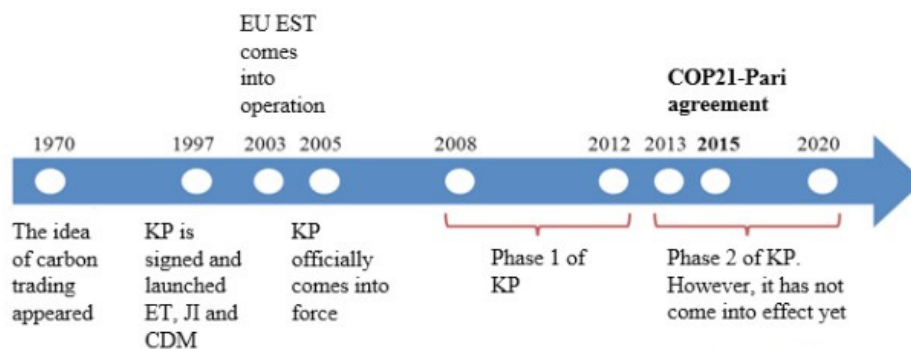 EU EST
comes
into
operation
COP21-Pari
agreement
1970 1997 2003 2005 2008 2012 2013 2015 2020
The idea
of carbon
trading
appeared
KP is
signed and
launched
ET, JI and
CDM
KP
officially
comes into
force
Phase 1 of
KP
Phase 2 of KP.
However, it has not
come into effect yet